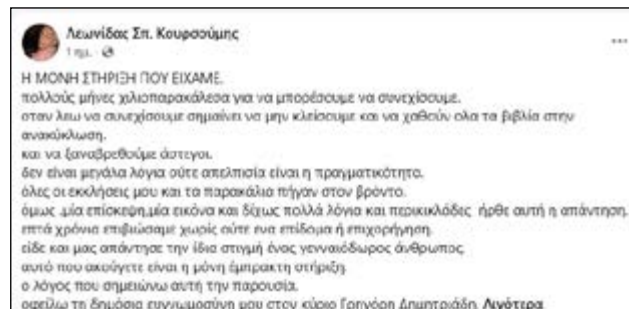 Λεωνίδας Σπ. Κουφσούμης
1 ημ. ·
Η ΜΟΝΗ ΣΤΗΡΙΞΗ ΠΟΥ ΕΙΧΑΜΕ.
πολλούς μήνες χιλιοπαρακάλεσα για να μπορέσουμε να συνεχίσουμε.
οταν λεω να συνεχίσουμε σημαίνει να μην κλείσουμε και να χαθούν ολα τα βιβλία στην
ανακύκλωση.
και να ξαναβρεθούμε άστεγοι.
δεν είναι μεγάλα λόγια ούτε απελπισία είναι η πραγματικότητα.
όλες οι εκκλήσεις μου και τα παρακάλια πήγαν στον βρόντο.
όμως ,μία επίσκεψη,μία εικόνα και δίχως πολλά λόγια και περικικλάδες ήρθε αυτή η απάντηση.
επτά χρόνια επιβιώσαμε χωρίς ούτε ενα επίδομα ή επιχορήγηση.
είδε και μας απάντησε την ίδια στιγμή ένας γενναιόδωρος άνθρωπος.
αυτό που ακούγετε είναι η μόνη έμπρακτη στήριξη
ο λόγος που σημειώνω αυτή την παρουσία.
οφείλω τη δημόσια ευγνωμοσύνη μου στον κύριο Γρηγόρη Δημητριάδη. Λιγότερα